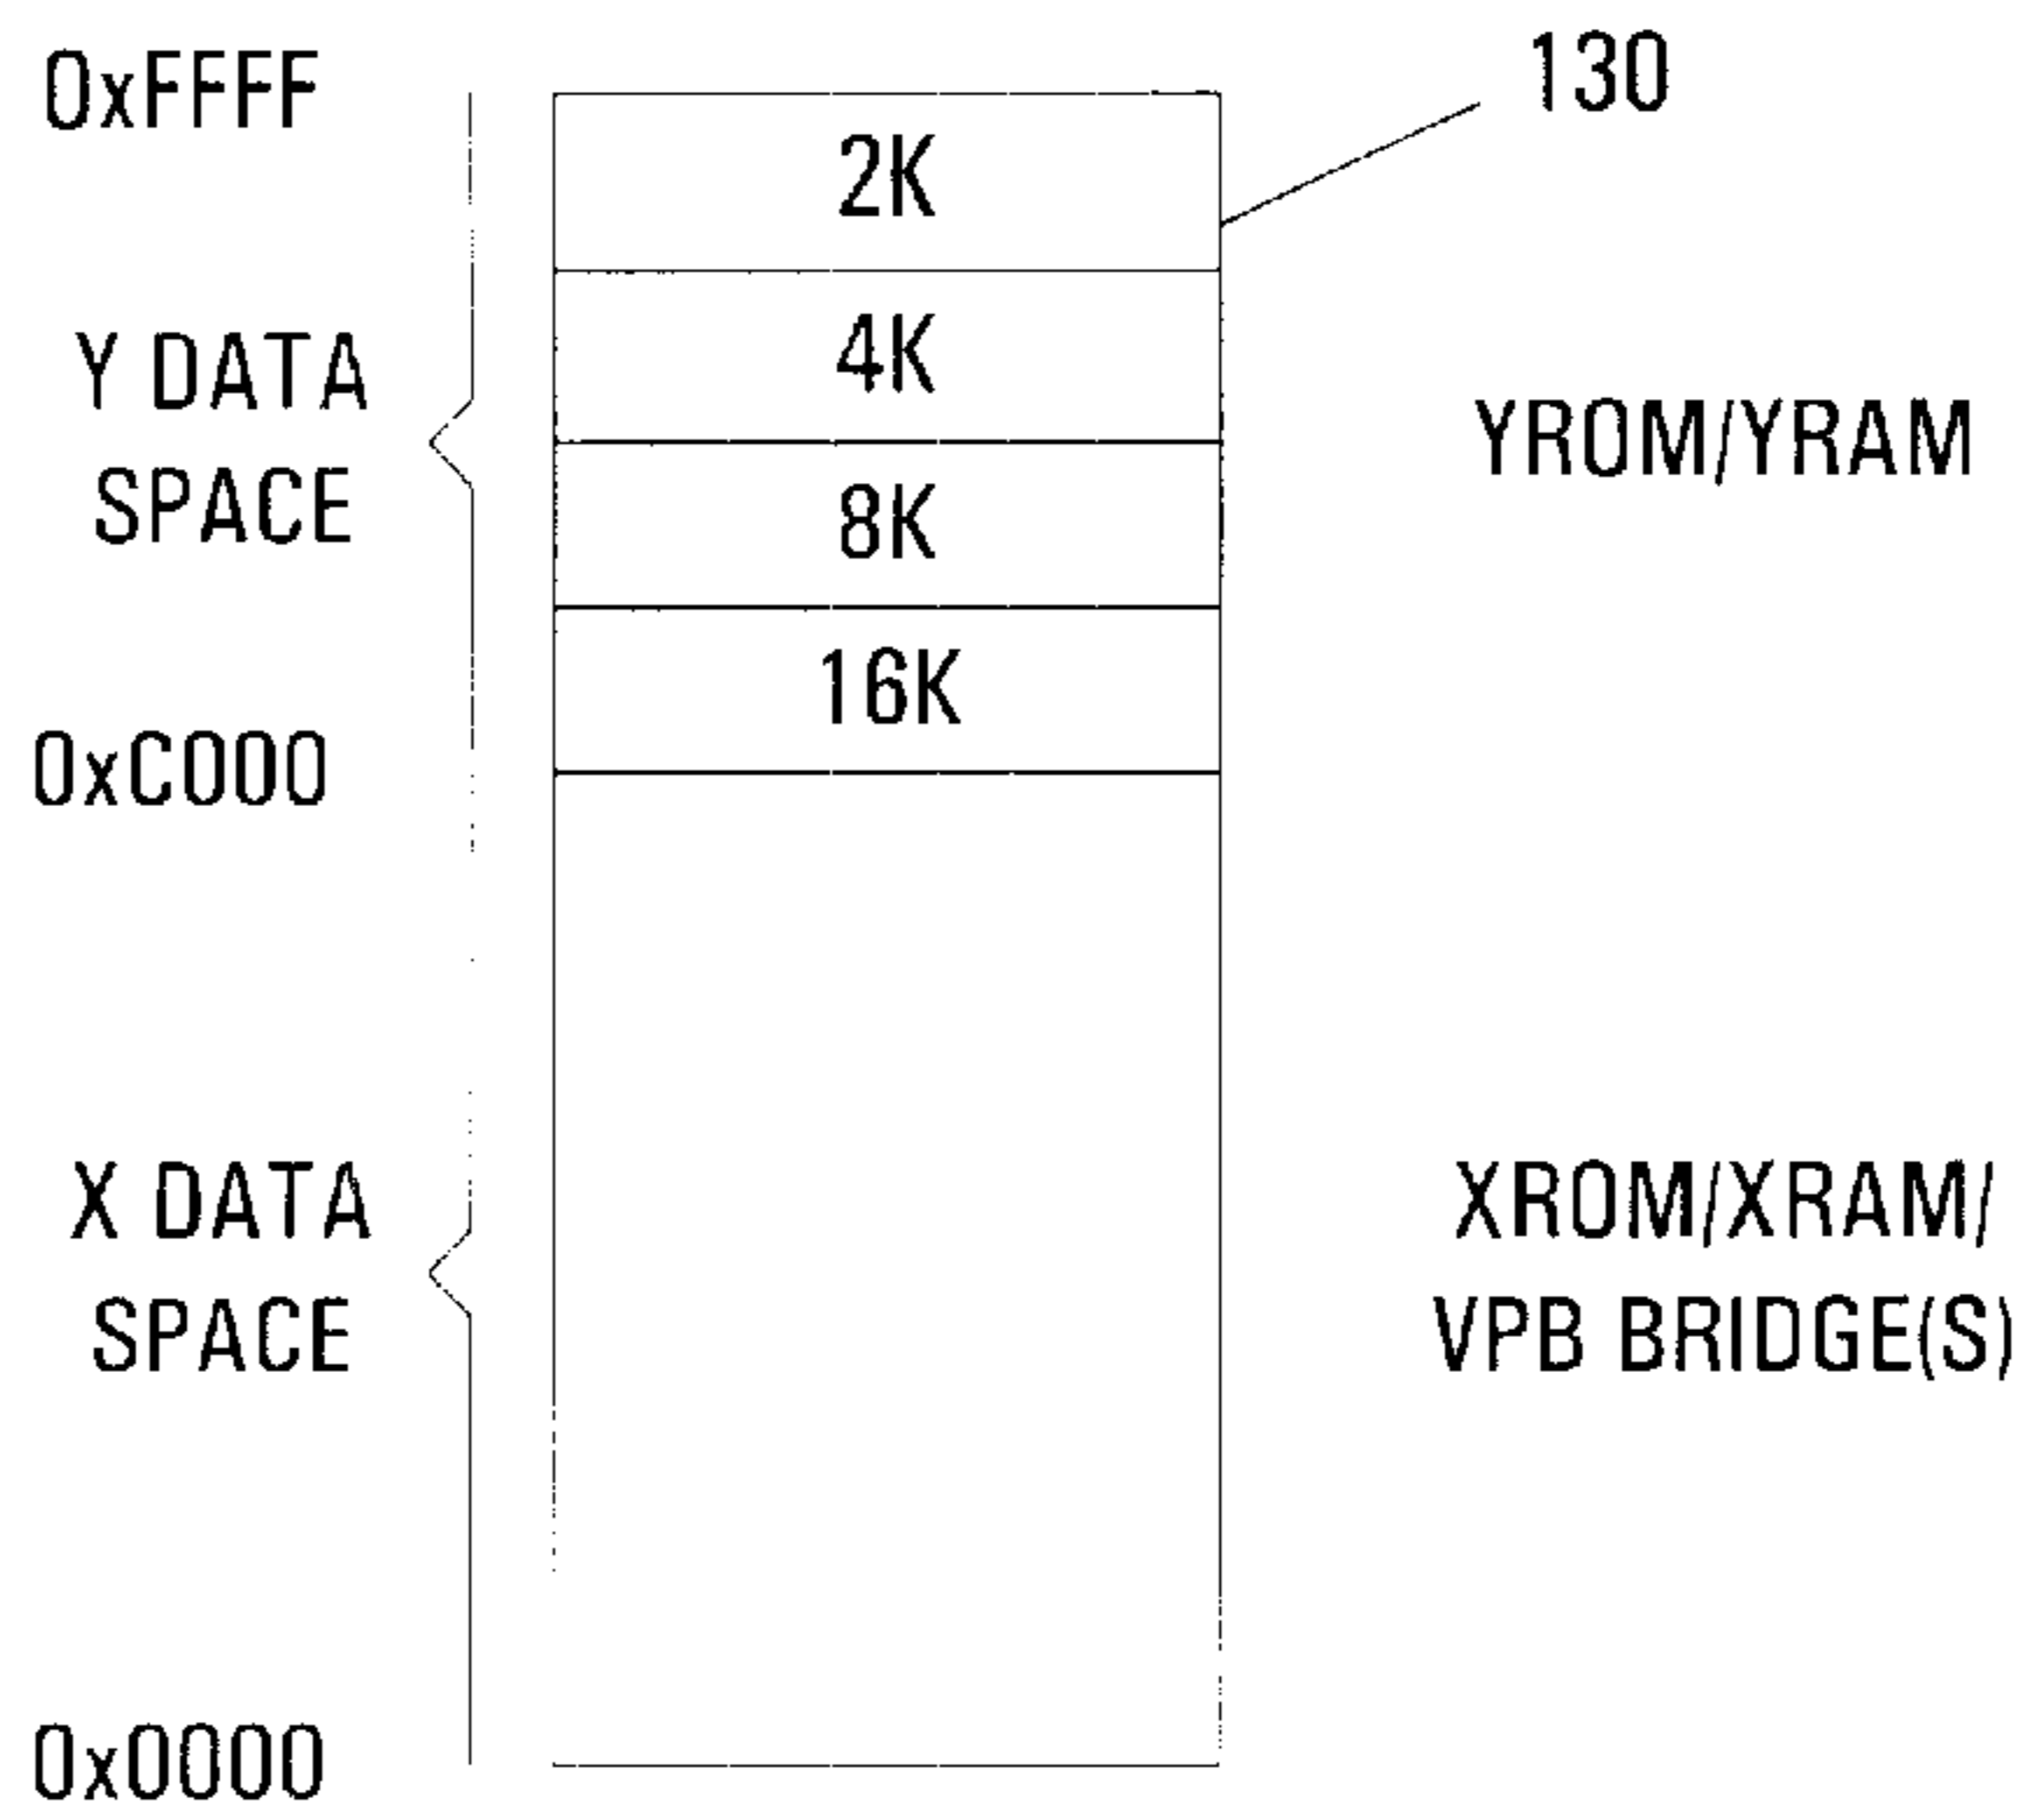 0xFFFF
130
2K
4K
Y DATA
SPACE
YROM/YRAM
8K
16K
0xC000
X DATA
SPACE
XROM/XRAM/
VPB BRIDGE(S)
0x0000